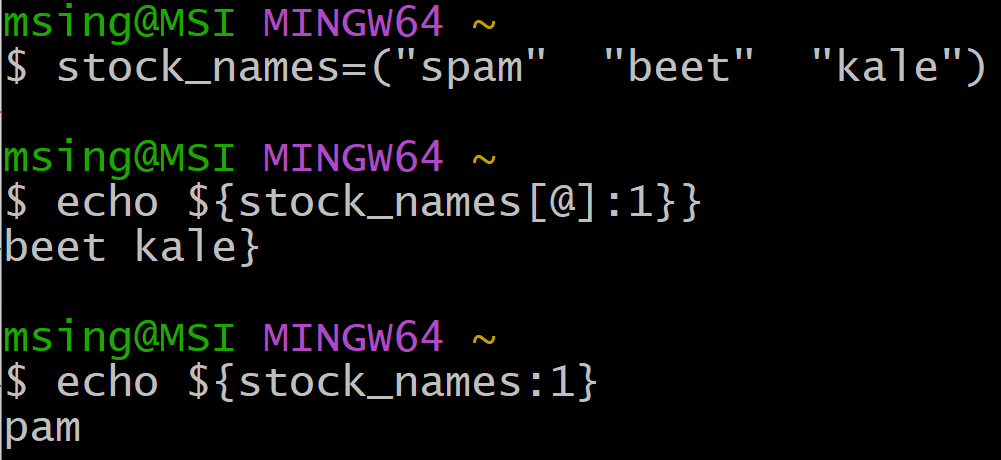 msing@MSI MINGW64 ~
$ stock_names=("spam"  "beet"  "kale")
msing@MSI MINGW64 ~
$ echo ${stock_names[@]:1}}
beet kale}
msing@MSI MINGW64 ~
$ echo ${stock_names:1}
pam